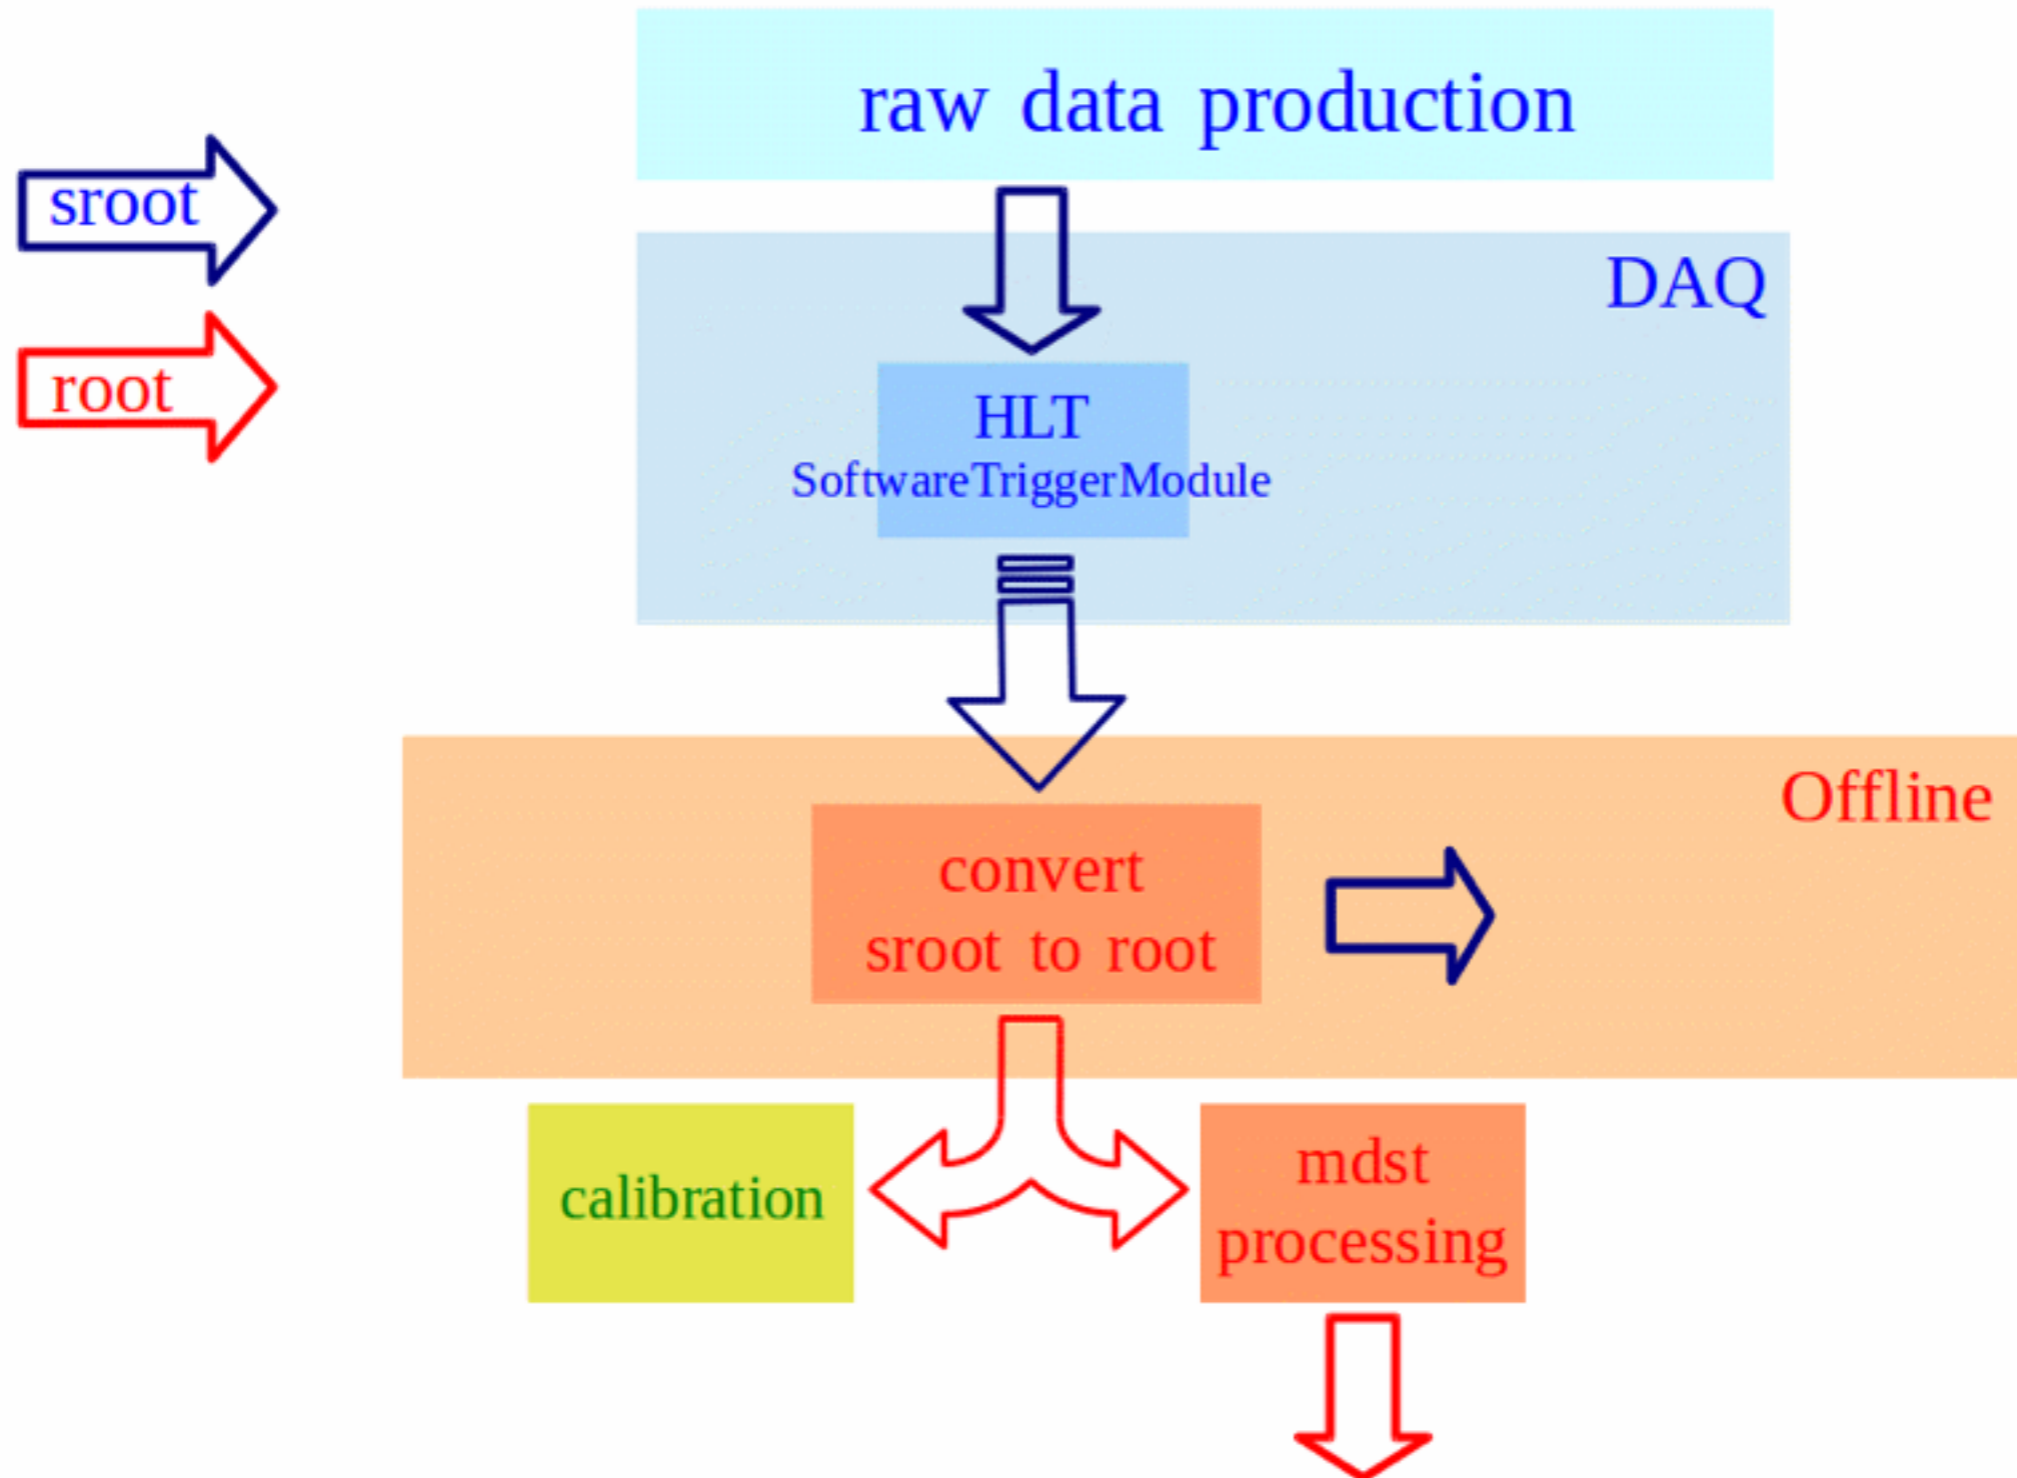 raw data production
sroot
DAQ
root
HLT
SoftwareTriggerModule
Offline
convert
sroot to root
mdst
calibration
processing